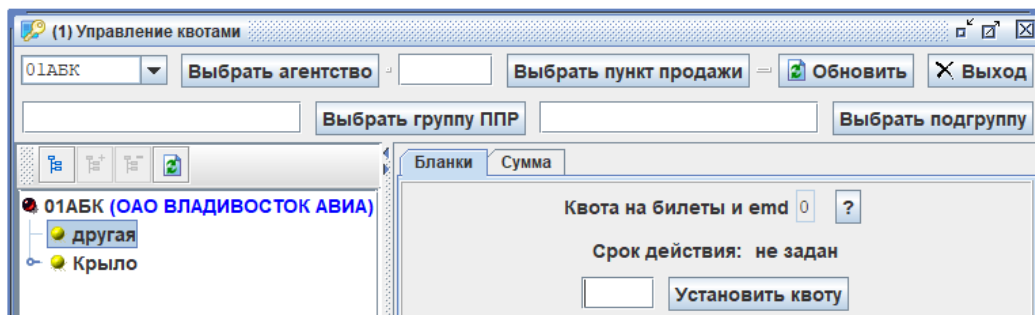 (1) Управление квотами
01АБК Выбрать агентство Выбрать пункт продажи Обновить Выход
Выбрать группу ППР Выбрать подгруппу
Бланки Сумма
01АБК (ОАО ВЛАДИВОСТОК АВИА)
другая
Крыло
Квота на билеты и emd 0 ?
Срок действия: не задан
Установить квоту